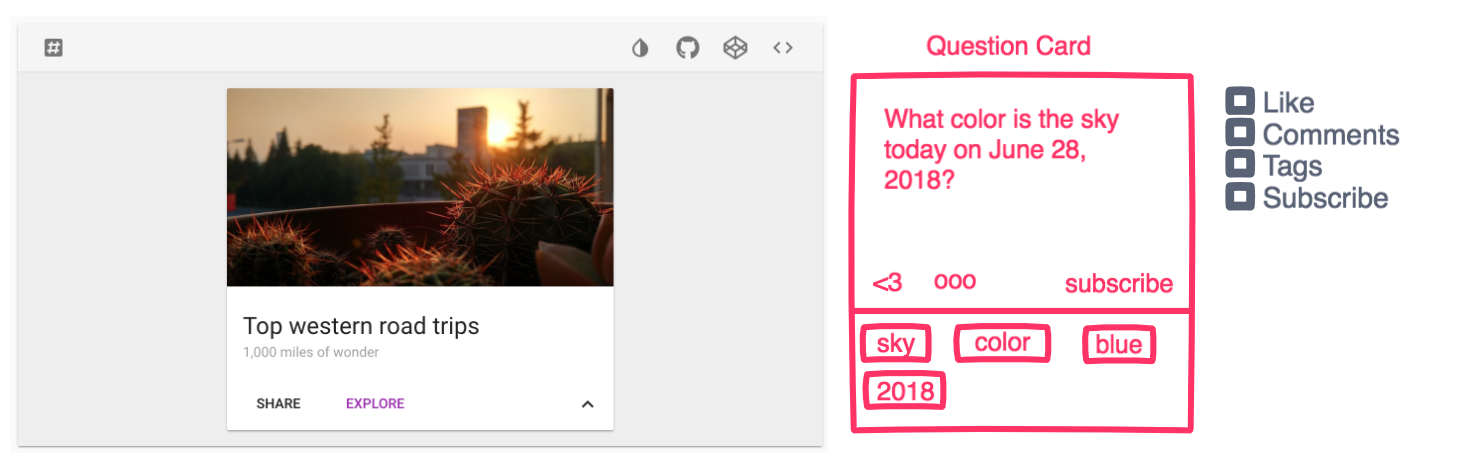 Top western road trips
1,000 miles of wonder
SHARE EXPLORE
Question Card
What color is the sky
today on June 28,
2018?
<3 ooo subscribe
sky color blue
2018
Like
Comments
Tags
Subscribe